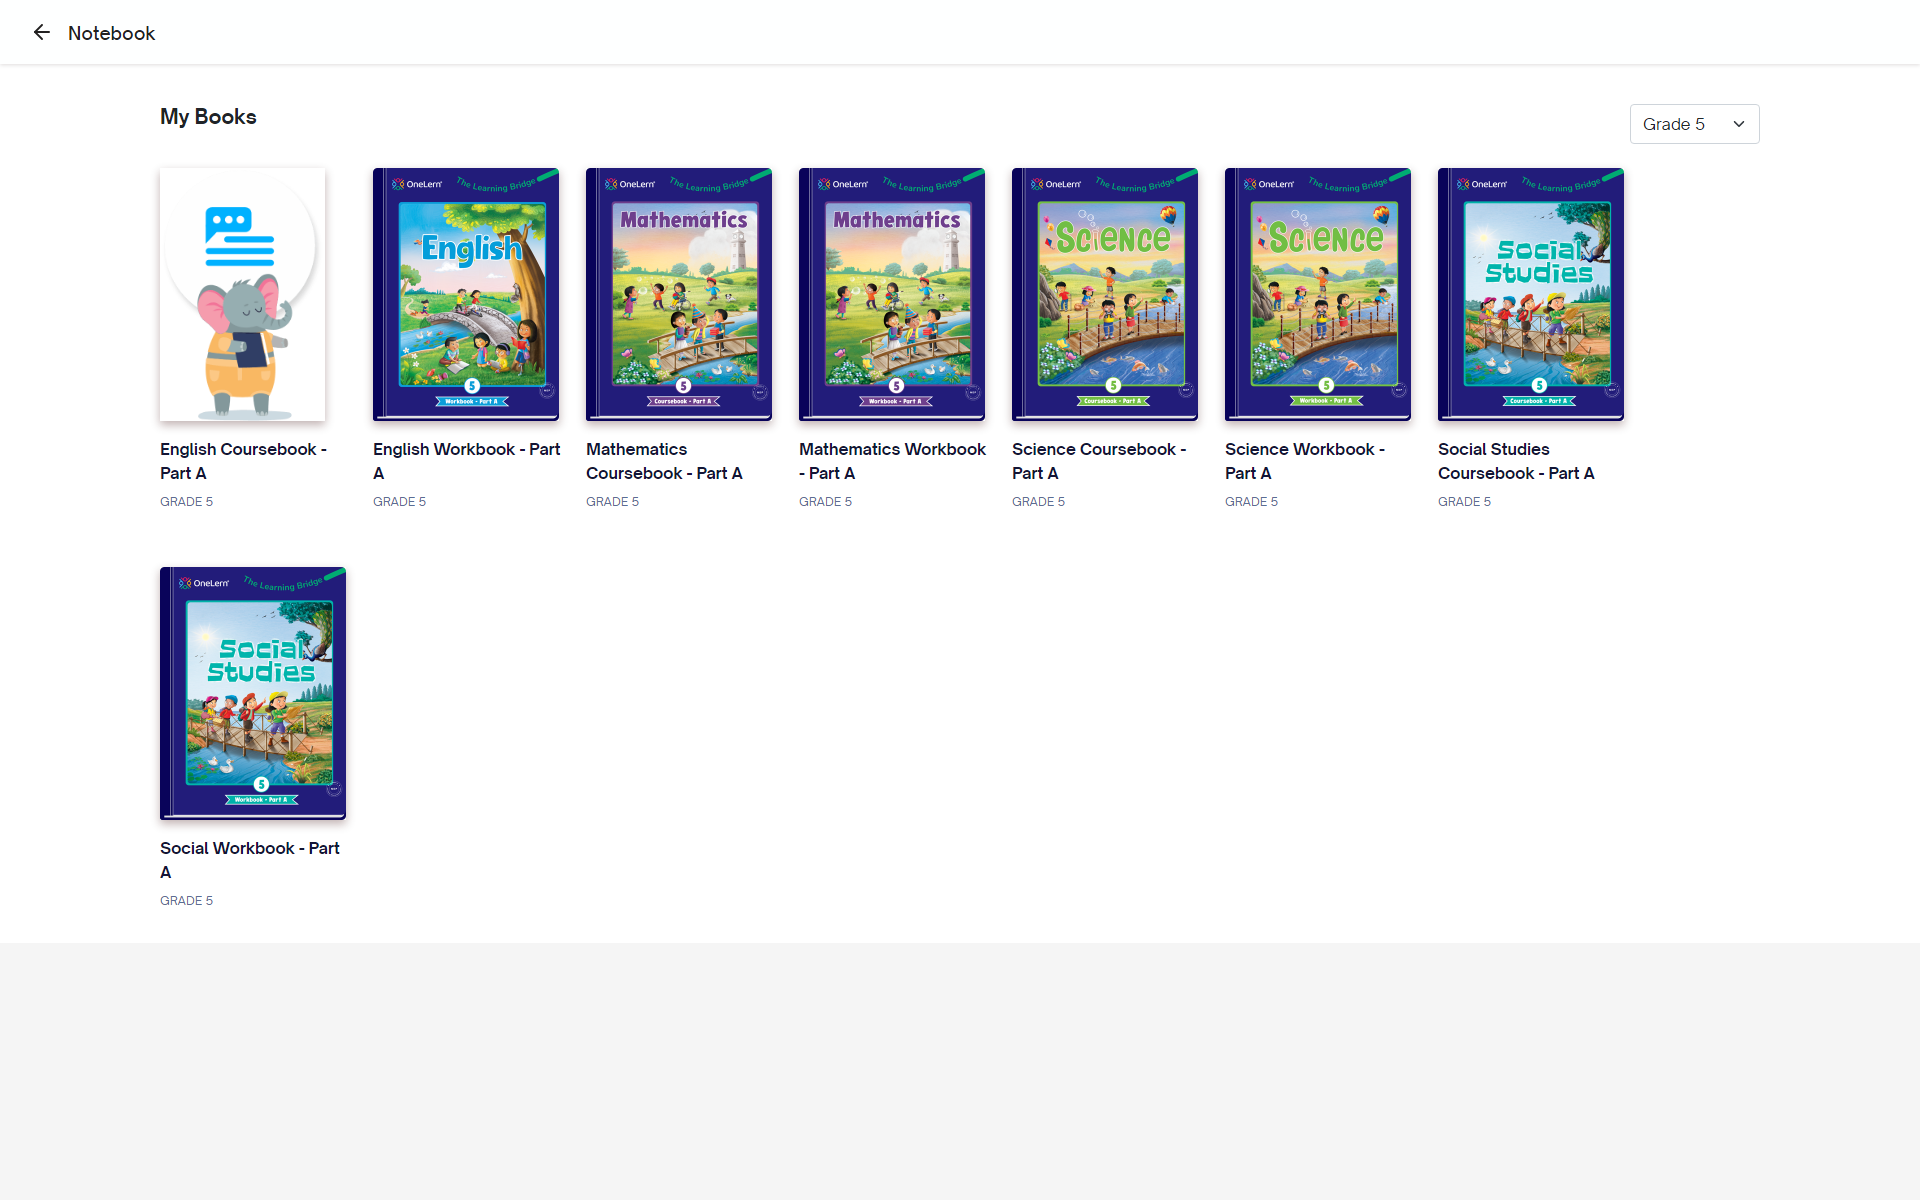 Notebook
My Books
Grade 5
OneLern
The Learning Bridge
English
5
Workbook - Part A
OneLern
The Learning Bridge
Mathematics
5
Coursebook - Part A
OneLern
The Learning Bridge
Mathematics
5
Workbook - Part A
OneLern
The Learning Bridge
Science
5
Coursebook - Part A
OneLern
The Learning Bridge
Science
5
Workbook - Part A
OneLern
The Learning Bridge
Social
Studies
5
Coursebook - Part A
English Coursebook -
Part A
GRADE 5
English Workbook - Part
A
GRADE 5
Mathematics
Coursebook - Part A
GRADE 5
Mathematics Workbook
- Part A
GRADE 5
Science Coursebook -
Part A
GRADE 5
Science Workbook -
Part A
GRADE 5
Social Studies
Coursebook - Part A
GRADE 5
OneLern
The Learning Bridge
Social
Studies
5
Workbook - Part A
Social Workbook - Part
A
GRADE 5